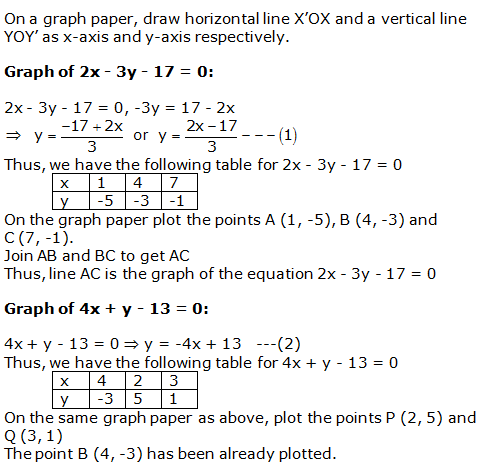 On a graph paper, draw horizontal line X'OX and a vertical line
YOY' as x-axis and y-axis respectively.
Graph of 2x - 3y - 17 = 0:
2x - 3y - 17 = 0, -3y = 17 - 2x
⇒ y = (-17 + 2x)/3 or y = (2x - 17)/3 - - - (1)
Thus, we have the following table for 2x - 3y - 17 = 0
x 1 4 7
y -5 -3 -1
On the graph paper plot the points A (1, -5), B (4, -3) and
C (7, -1).
Join AB and BC to get AC
Thus, line AC is the graph of the equation 2x - 3y - 17 = 0
Graph of 4x + y - 13 = 0:
4x + y - 13 = 0 ⇒ y = -4x + 13 ---(2)
Thus, we have the following table for 4x + y - 13 = 0
x 4 2 3
y -3 5 1
On the same graph paper as above, plot the points P (2, 5) and
Q (3, 1)
The point B (4, -3) has been already plotted.